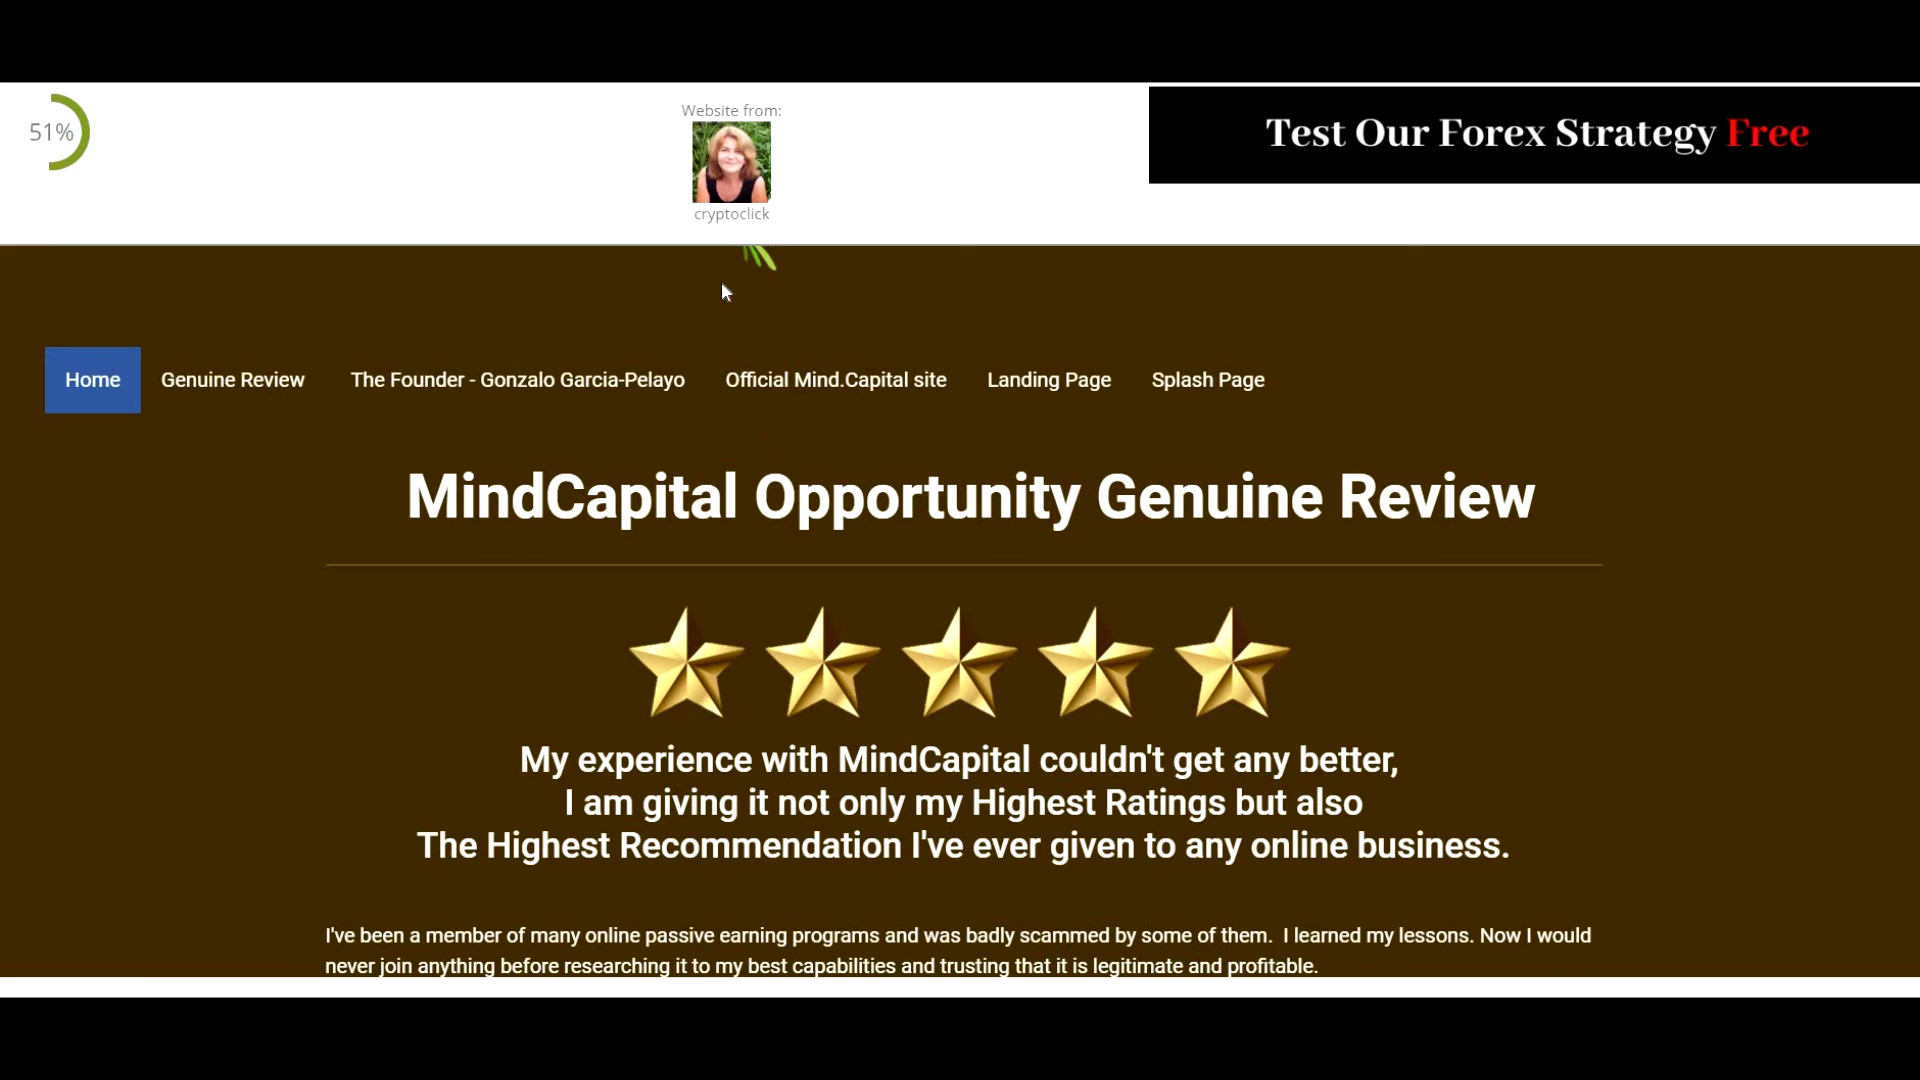 51%
Website from:
cryptoclick
Test Our Forex Strategy Free
Home
Genuine Review
The Founder - Gonzalo Garcia-Pelayo
Official Mind.Capital site
Landing Page
Splash Page
MindCapital Opportunity Genuine Review
My experience with MindCapital couldn't get any better,
I am giving it not only my Highest Ratings but also
The Highest Recommendation I've ever given to any online business.
I've been a member of many online passive earning programs and was badly scammed by some of them.  I learned my lessons. Now I would
never join anything before researching it to my best capabilities and trusting that it is legitimate and profitable.